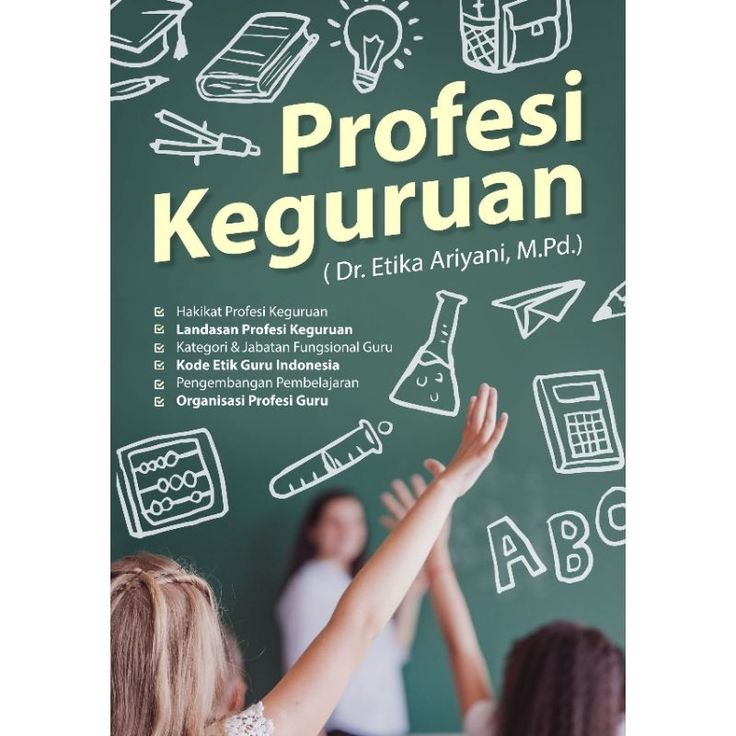 Profesi
Keguruan
( Dr. Etika Ariyani, M.Pd.)
Hakikat Profesi Keguruan
Landasan Profesi Keguruan
Kategori & Jabatan Fungsional Guru
Kode Etik Guru Indonesia
Pengembangan Pembelajaran
Organisasi Profesi Guru
ABC